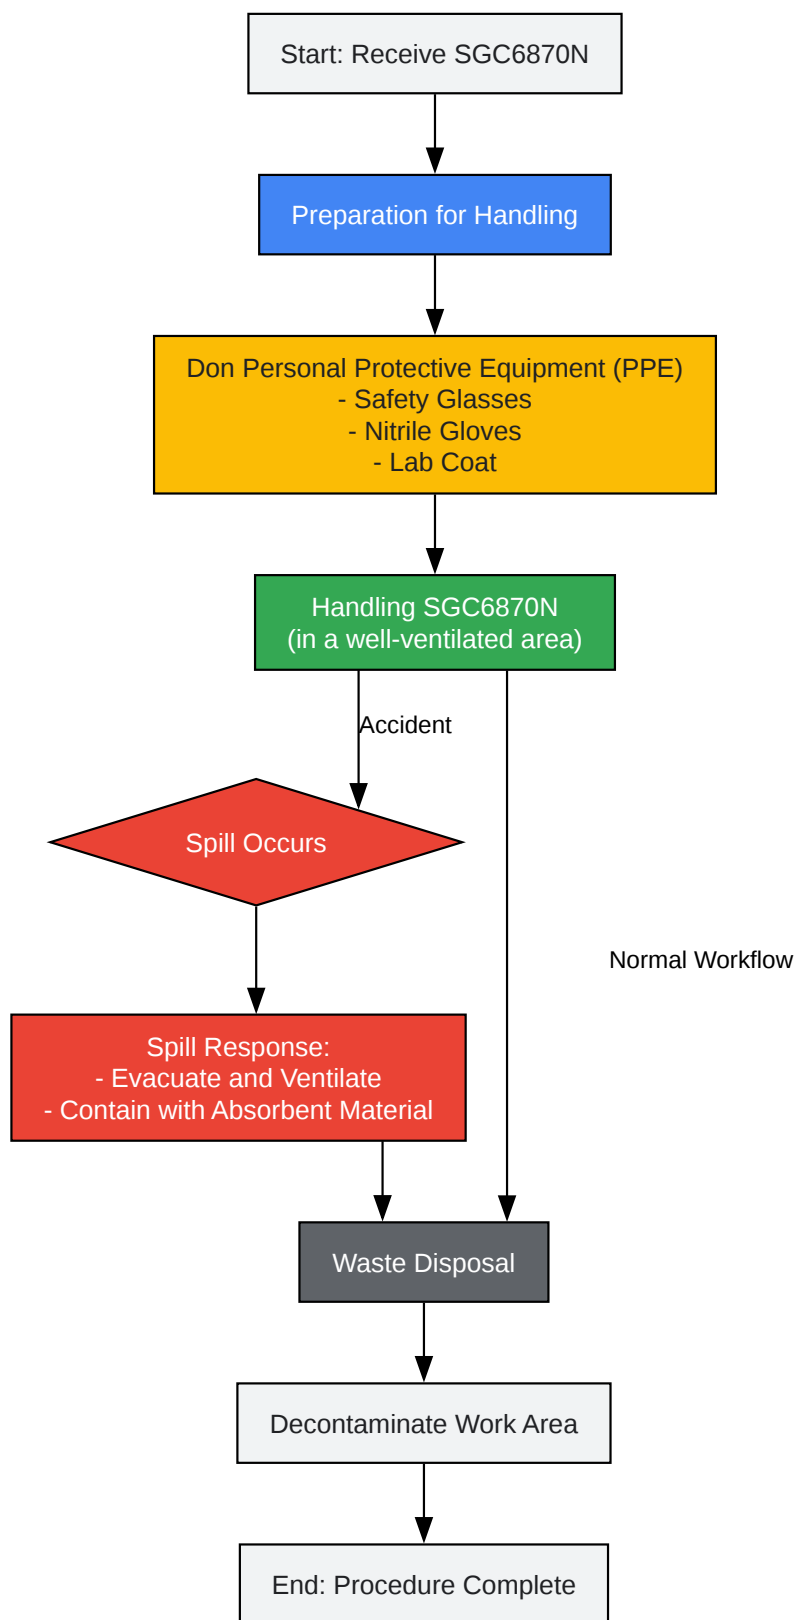 Start: Receive SGC6870N
Preparation for Handling
Don Personal Protective Equipment (PPE)
- Safety Glasses
- Nitrile Gloves
- Lab Coat
Handling SGC6870N
(in a well-ventilated area)
Accident
Spill Occurs
Normal Workflow
Spill Response:
- Evacuate and Ventilate
- Contain with Absorbent Material
Waste Disposal
Decontaminate Work Area
End: Procedure Complete